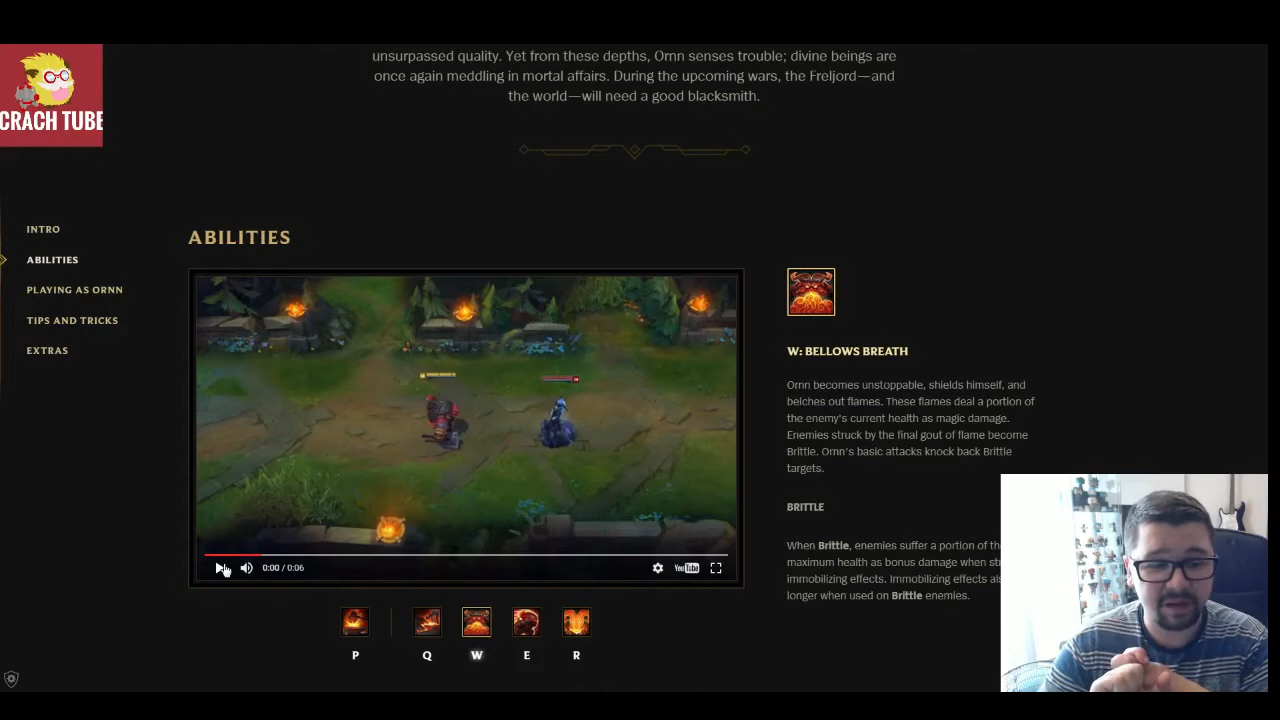 unsurpassed quality. Yet from these depths, Ornn senses trouble; divine beings are
once again meddling in mortal affairs. During the upcoming wars, the Freljord—and
the world—will need a good blacksmith.
CRACH TUBE
INTRO
ABILITIES
PLAYING AS ORNN
TIPS AND TRICKS
EXTRAS
ABILITIES
0:00 / 0:06
YouTube
P
Q
W
E
R
W: BELLOWS BREATH
Ornn becomes unstoppable, shields himself, and
belches out flames. These flames deal a portion of
the enemy's current health as magic damage.
Enemies struck by the final gout of flame become
Brittle. Ornn's basic attacks knock back Brittle
targets.
BRITTLE
When Brittle, enemies suffer a portion of
maximum health as bonus damage when
immobilizing effects. Immobilizing effects
longer when used on Brittle enemies.